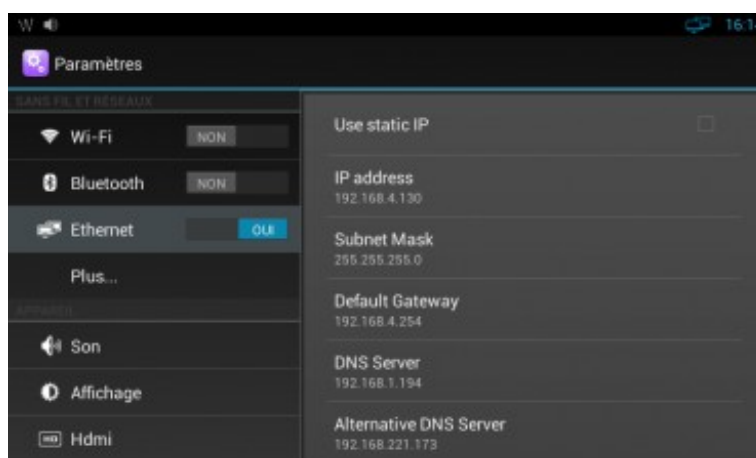 16:14
Paramètres
SANS FIL ET RÉSEAUX
Wi-Fi NON
Bluetooth NON
Ethernet OUI
Plus...
APPAREIL
Son
Affichage
Hdmi
Use static IP
IP address
192.168.4.130
Subnet Mask
255.255.255.0
Default Gateway
192.168.4.254
DNS Server
192.168.1.194
Alternative DNS Server
192.168.221.173